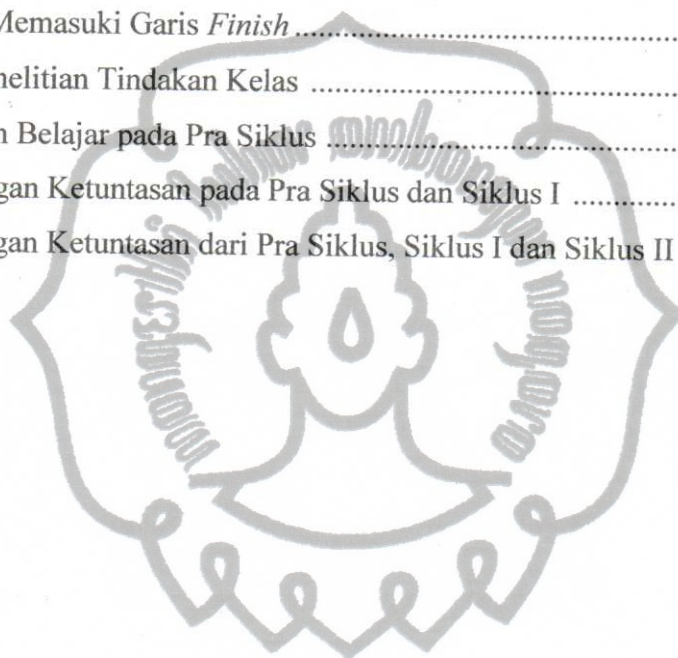 Memasuki Garis Finish ........................................................
nelitian Tindakan Kelas ......................................................
n Belajar pada Pra Siklus ...................................................
gan Ketuntasan pada Pra Siklus dan Siklus I ...............
gan Ketuntasan dari Pra Siklus, Siklus I dan Siklus II